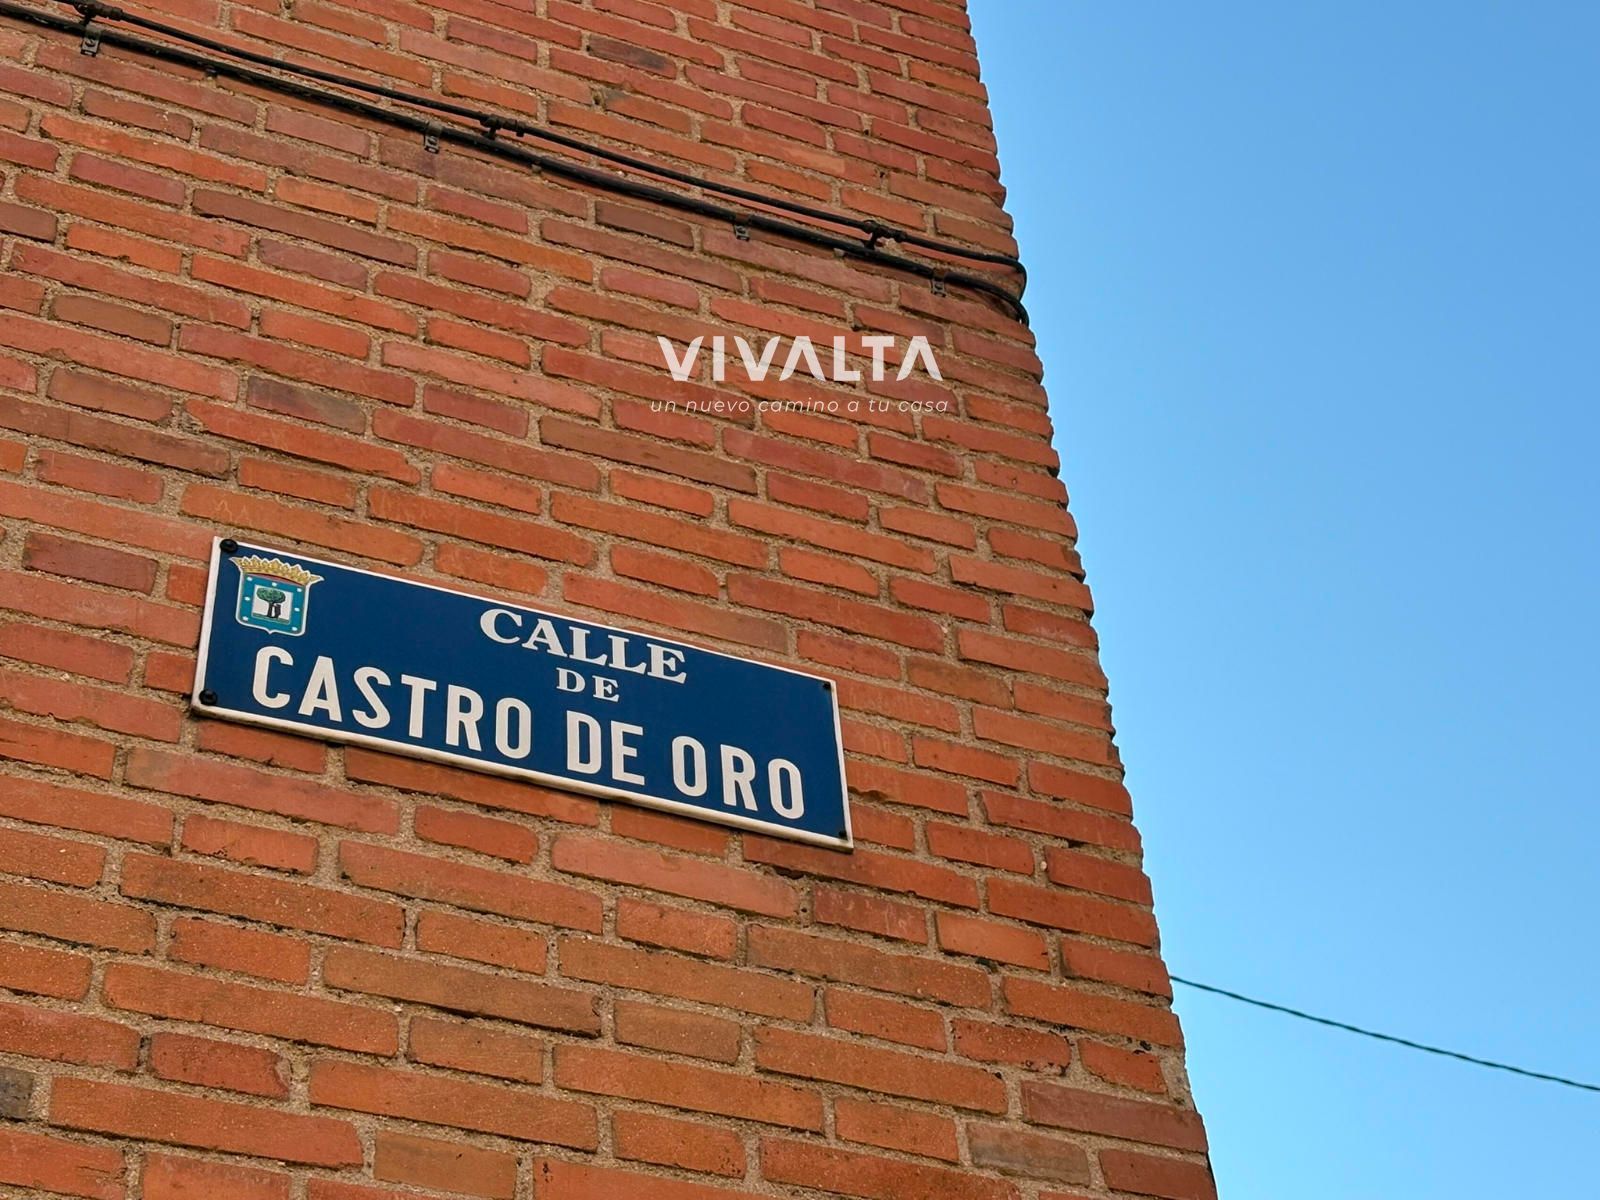 VIVALTA
un nuevo camino a tu casa
CALLE
DE
CASTRO DE ORO